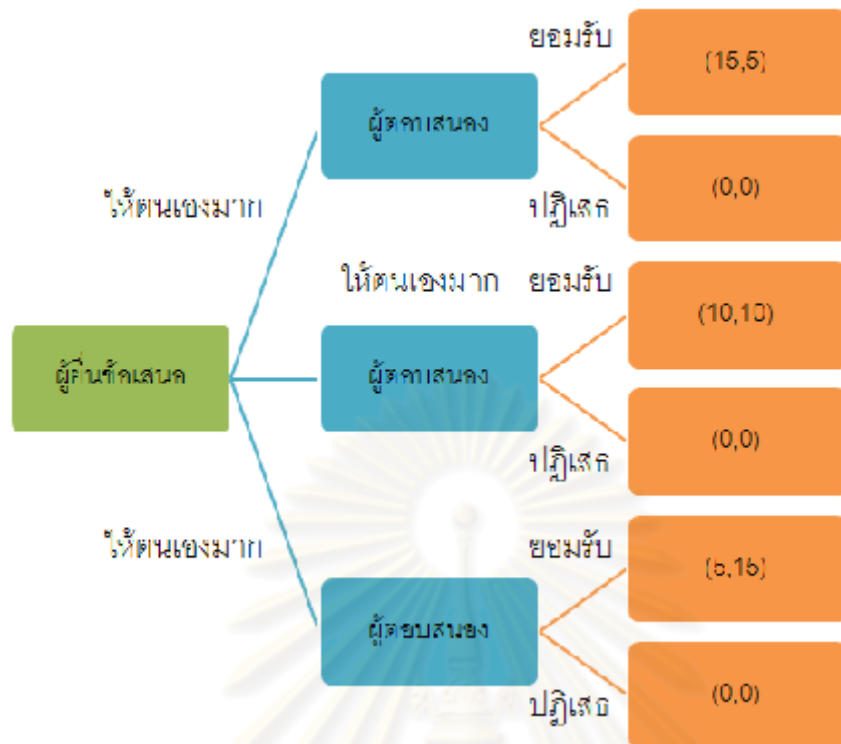 ยอมรับ
(15,5)
ผู้ตอบสนอง
ให้ตนเองมาก
ปฏิเสธ
(0,0)
ให้ตนเองมาก
ยอมรับ
(10,10)
ผู้ยื่นข้อเสนอ
ผู้ตอบสนอง
ปฏิเสธ
(0,0)
ให้ตนเองมาก
ยอมรับ
(5,15)
ผู้ตอบสนอง
ปฏิเสธ
(0,0)